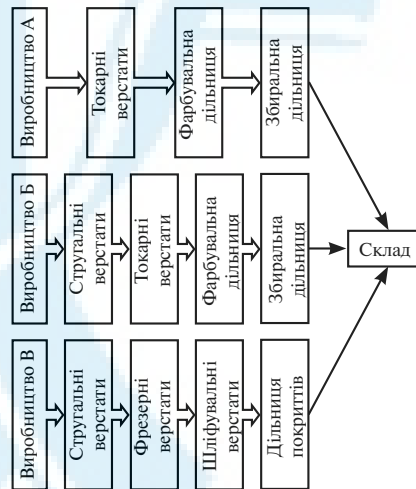 Виробництво А
Токарні
верстати
Фарбувальна
дільниця
Збиральна
дільниця
Виробництво Б
Стругальні
верстати
Токарні
верстати
Фарбувальна
дільниця
Збиральна
дільниця
Виробництво В
Стругальні
верстати
Фрезерні
верстати
Шліфувальні
верстати
Дільниця
покриттів
Склад